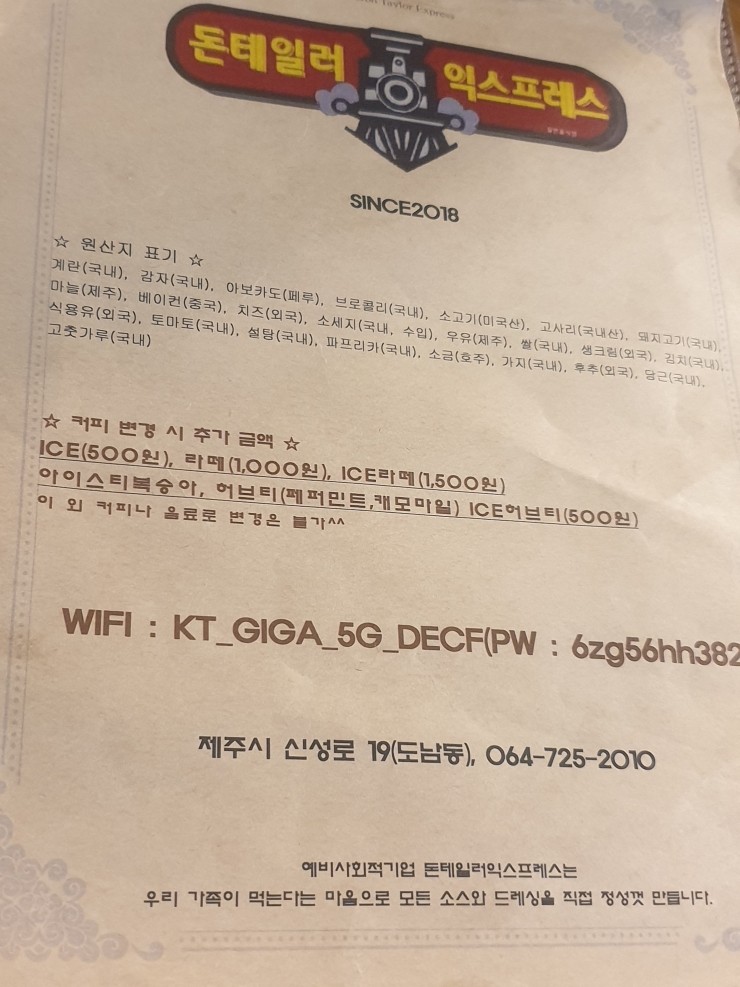 Taylor Express
돈테일러 익스프레스
SINCE2018
☆ 원산지 표기 ☆
계란(국내), 감자(국내), 아보카도(페루), 브로콜리(국내), 소고기(미국산), 고사리(국내산), 돼지고기(국내),
마늘(제주), 베이컨(중국), 치즈(외국), 소세지(국내, 수입), 우유(제주), 쌀(국내), 생크림(외국), 김치(국내),
식용유(외국), 토마토(국내), 설탕(국내), 파프리카(국내), 소금(호주), 가지(국내), 후추(외국), 당근(국내),
고춧가루(국내)
☆ 커피 변경 시 추가 금액 ☆
ICE(500원), 라떼(1,000원), ICE라떼(1,500원)
아이스티복숭아, 허브티(페퍼민트,캐모마일) ICE허브티(500원)
이 외 커피나 음료로 변경은 불가^^
WIFI : KT_GIGA_5G_DECF(PW : 6zg56hh382
제주시 신성로 19(도남동), 064-725-2010
예비사회적기업 돈테일러익스프레스는
우리 가족이 먹는다는 마음으로 모든 소스와 드레싱을 직접 정성껏 만듭니다.